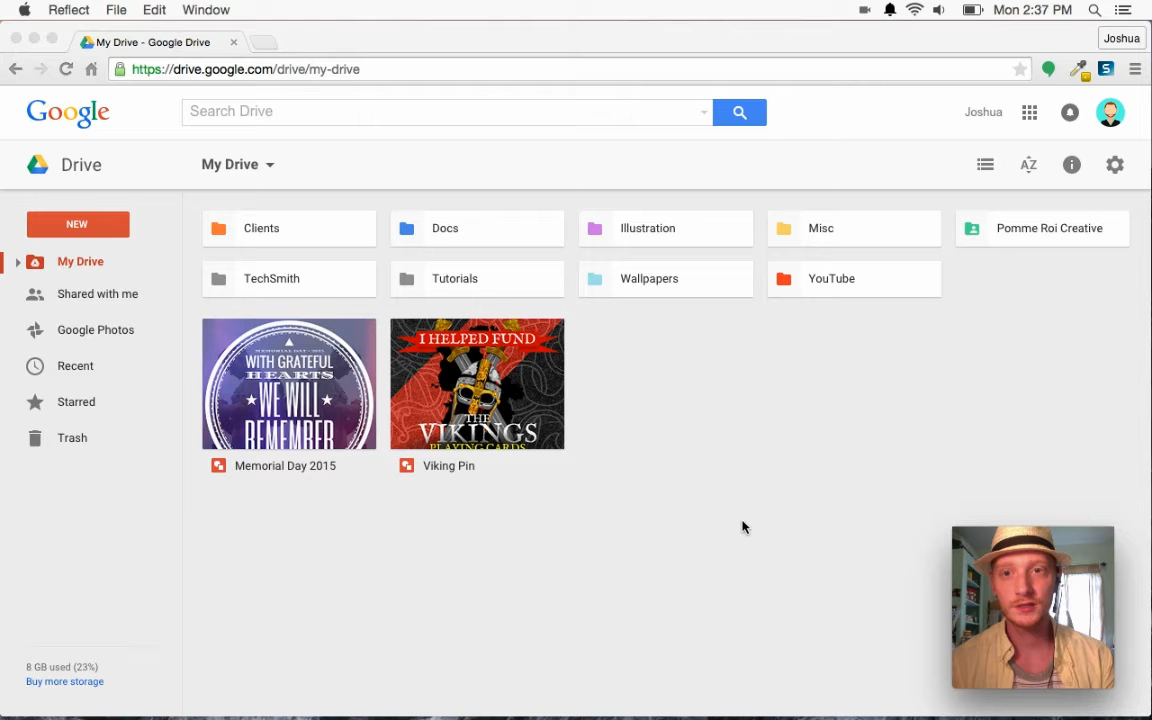 Reflect File Edit Window Mon 2:37 PM
My Drive - Google Drive Joshua
https://drive.google.com/drive/my-drive S
Google Search Drive Joshua
Drive My Drive AZ
NEW
Clients Docs Illustration Misc Pomme Roi Creative
My Drive
TechSmith Tutorials Wallpapers YouTube
Shared with me
Google Photos
Recent
Starred
Trash
WITH GRATEFUL
HEARTS
WE WILL
REMEMBER
I HELPED FUND
THE
VIKINGS
PLAYING CARDS
Memorial Day 2015 Viking Pin
8 GB used (23%)
Buy more storage